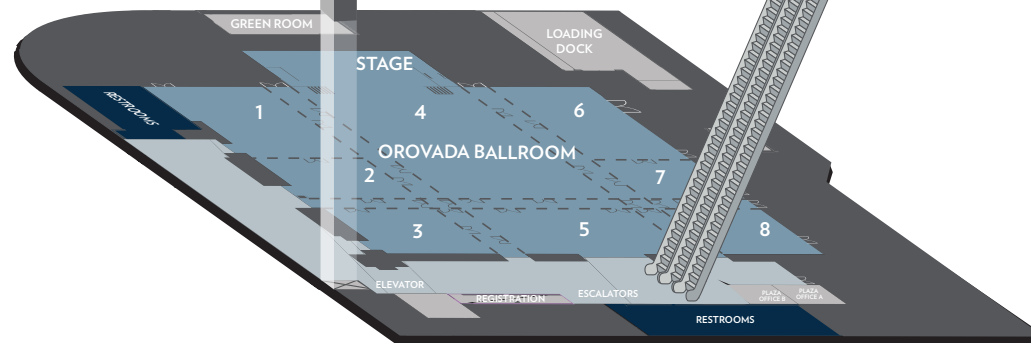 GREEN ROOM
LOADING
DOCK
STAGE
RESTROOMS
1
4
6
OROVADA BALLROOM
2
7
3
5
8
ELEVATOR
REGISTRATION
ESCALATORS
PLAZA
OFFICE B
PLAZA
OFFICE A
RESTROOMS